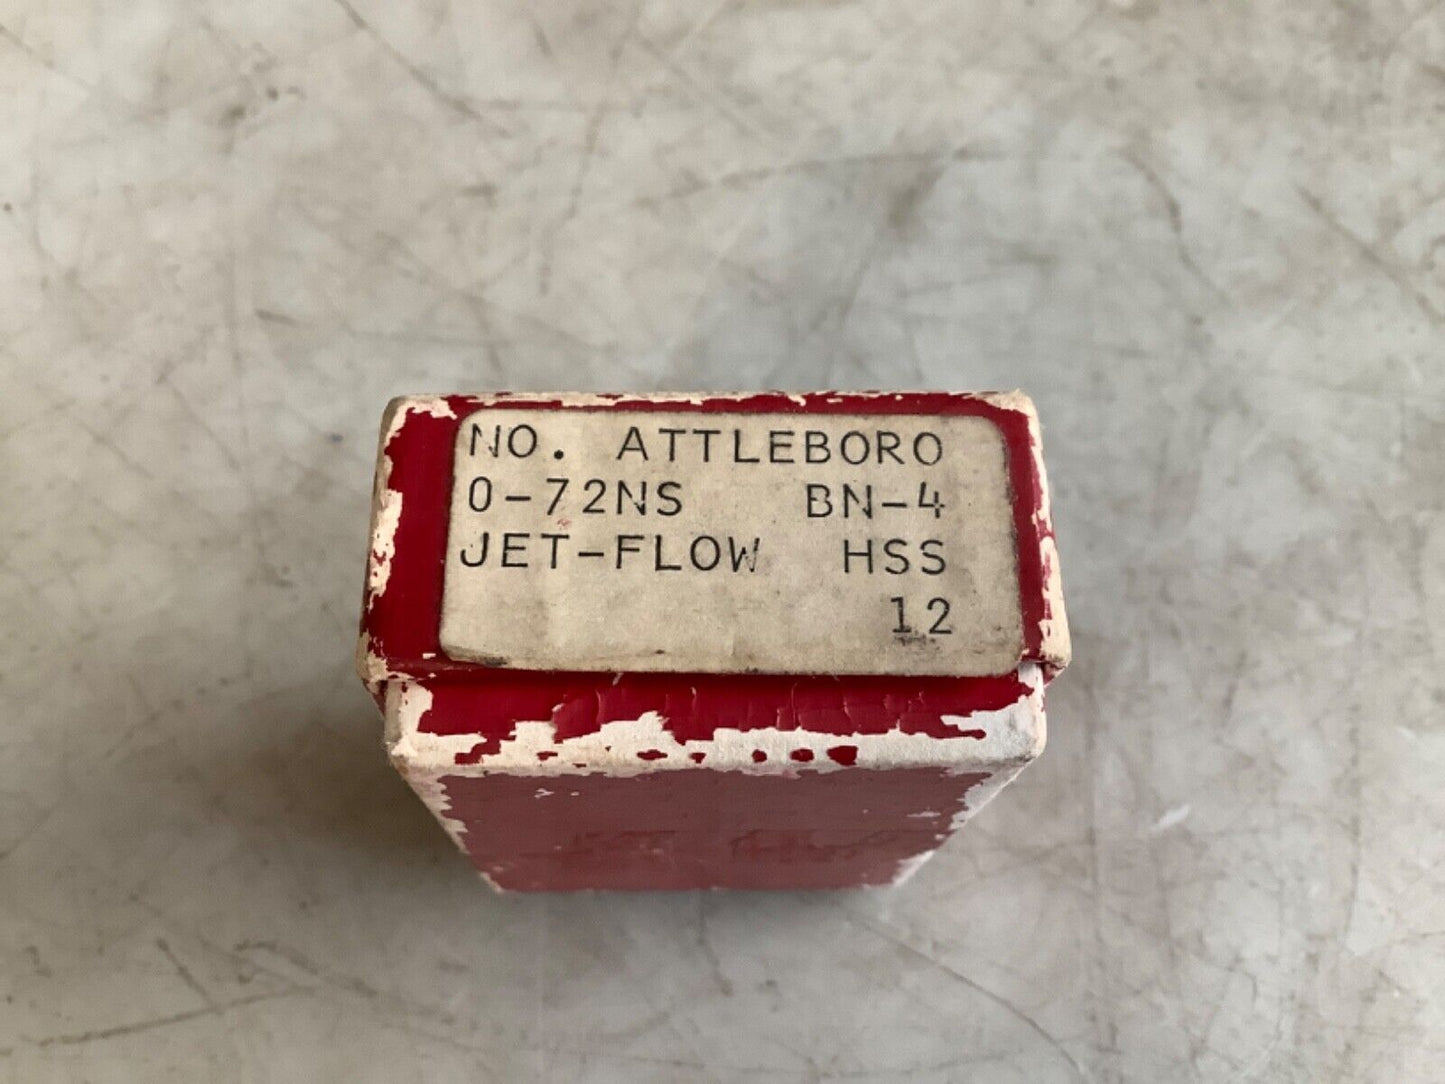 NO. ATTLEBORO
0-72NS BN-4
JET-FLOW HSS
12